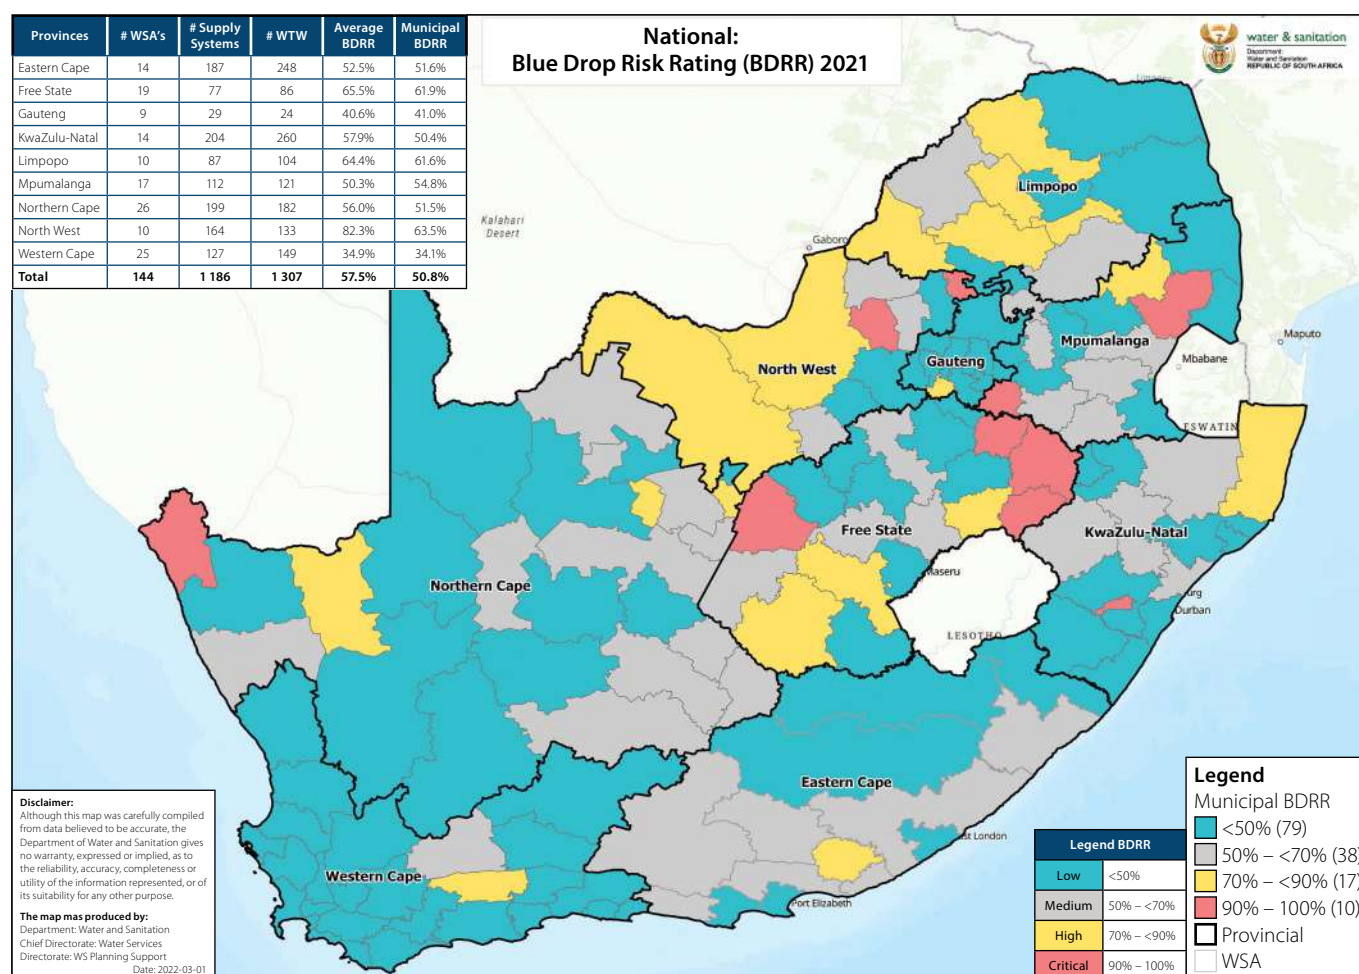 Provinces # WSA's # Supply Systems # WTW Average BDRR Municipal BDRR
Eastern Cape 14 187 248 52.5% 51.6%
Free State 19 77 86 65.5% 61.9%
Gauteng 9 29 24 40.6% 41.0%
KwaZulu-Natal 14 204 260 57.9% 50.4%
Limpopo 10 87 104 64.4% 61.6%
Mpumalanga 17 112 121 50.3% 54.8%
Northern Cape 26 199 182 56.0% 51.5%
North West 10 164 133 82.3% 63.5%
Western Cape 25 127 149 34.9% 34.1%
Total 144 1 186 1 307 57.5% 50.8%
National:
Blue Drop Risk Rating (BDRR) 2021
water & sanitation
Department:
Water and Sanitation
REPUBLIC OF SOUTH AFRICA
Kalahari
Desert
Gaboro
Limpopo
Maputo
Mpumalanga
Mbabane
Gauteng
North West
ESWATIN
Free State
KwaZulu-Natal
Maseru
Northern Cape
urg
Durban
LESOTHO
Eastern Cape
st London
Western Cape
Port Elizabeth
Disclaimer:
Although this map was carefully compiled
from data believed to be accurate, the
Department of Water and Sanitation gives
no warranty, expressed or implied, as to
the reliability, accuracy, completeness or
utility of the information represented, or of
its suitability for any other purpose.
The map mas produced by:
Department: Water and Sanitation
Chief Directorate: Water Services
Directorate: WS Planning Support
Date: 2022-03-01
Legend BDRR
Low <50%
Medium 50% – <70%
High 70% – <90%
Critical 90% – 100%
Legend
Municipal BDRR
<50% (79)
50% – <70% (38)
70% – <90% (17)
90% – 100% (10)
Provincial
WSA